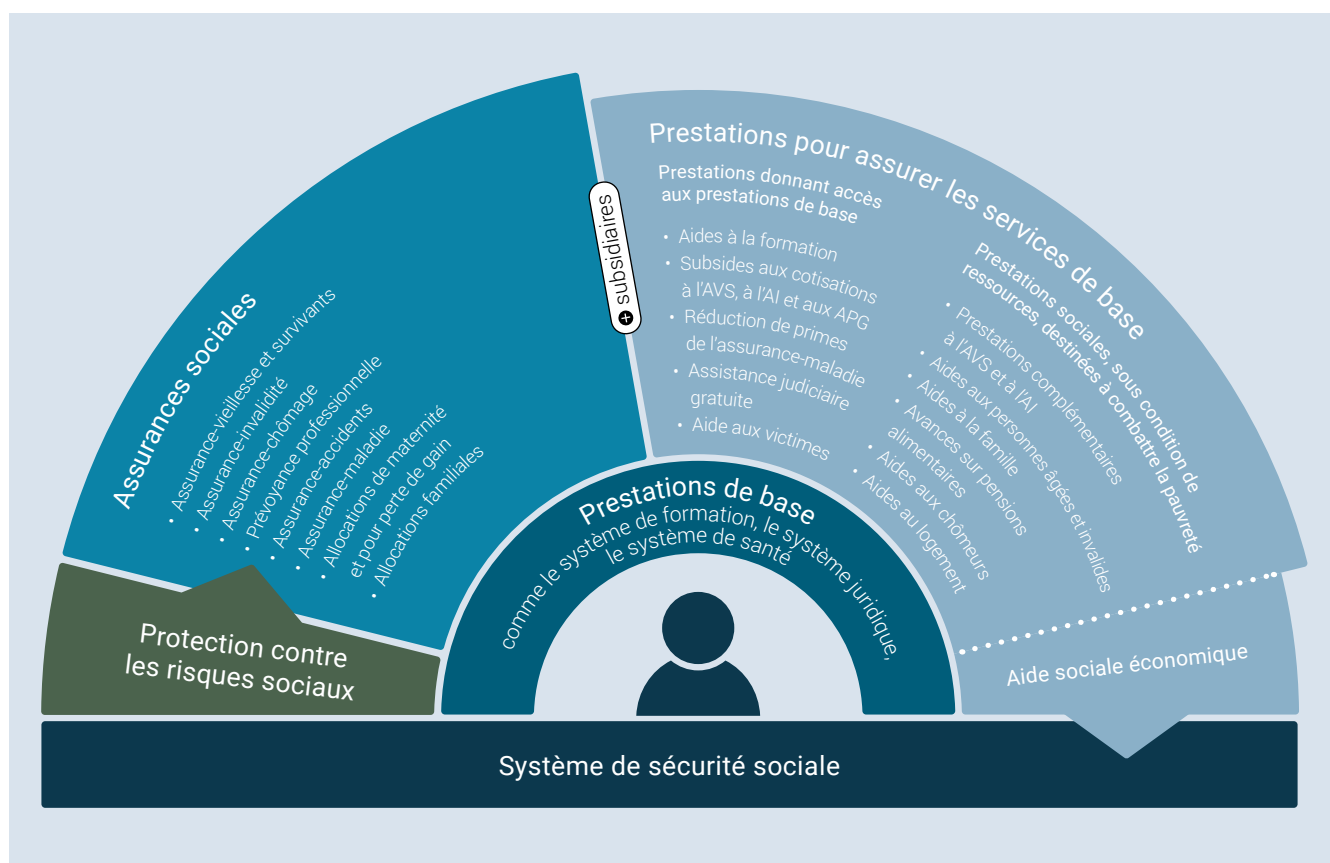 Assurances sociales
• Assurance-vieillesse et survivants
• Assurance-invalidité
• Assurance-chômage
• Prévoyance professionnelle
• Assurance-accidents
• Assurance-maladie
• Allocations de maternité
et pour perte de gain
• Allocations familiales
Protection contre
les risques sociaux
subsidiaires
Prestations pour assurer les services de base
Prestations donnant accès
aux prestations de base
• Aides à la formation
• Subsides aux cotisations
à l'AVS, à l'AI et aux APG
• Réduction de primes
de l'assurance-maladie
• Assistance judiciaire
gratuite
• Aide aux victimes
Prestations sociales, sous condition de
ressources, destinées à combattre la pauvreté
• Prestations complémentaires
à l'AVS et à l'AI
• Aides aux personnes âgées et invalides
• Aides à la famille
• Avances sur pensions
alimentaires
• Aides aux chômeurs
• Aides au logement
Aide sociale économique
Prestations de base
comme le système de formation, le système juridique,
le système de santé
Système de sécurité sociale